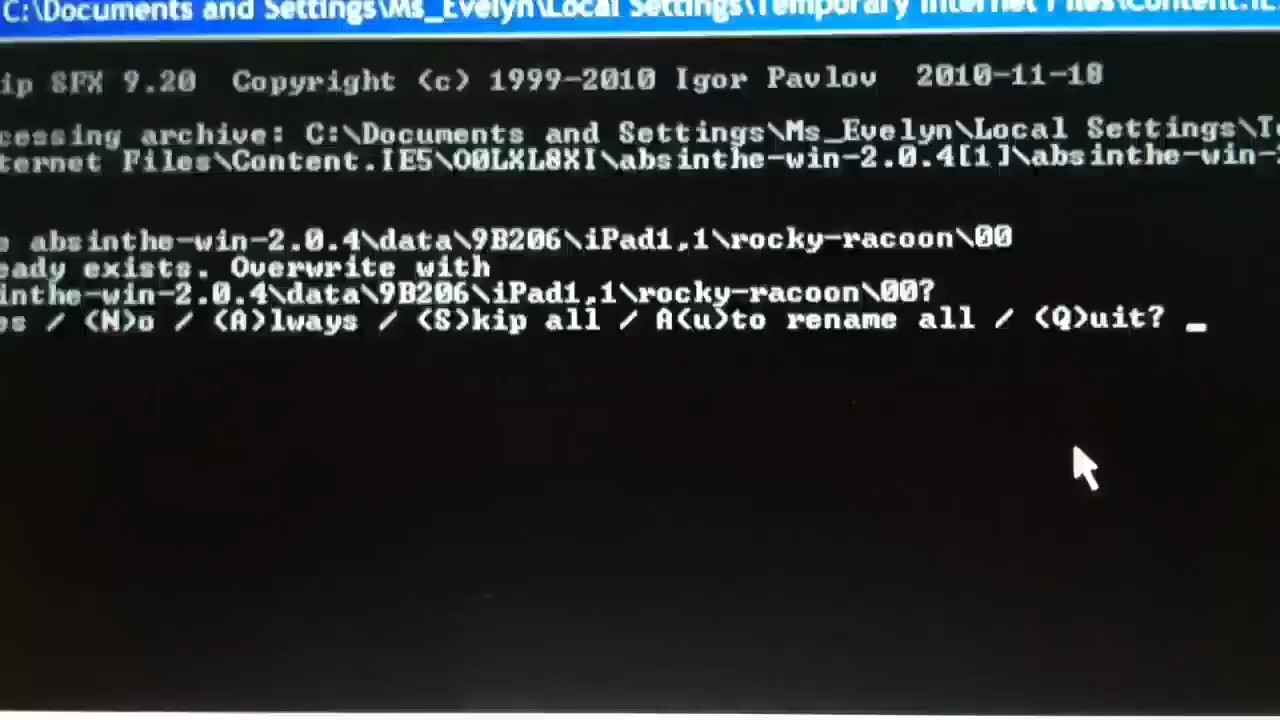 C:\Documents and Settings\Ms_Evelyn\Local Settings\Temporary Internet Files\Content.IE
ip SFX 9.20 Copyright (c) 1999-2010 Igor Pavlov 2010-11-18
cessing archive: C:\Documents and Settings\Ms_Evelyn\Local Settings\T
ternet Files\Content.IE5\O0LXL8XI\absinthe-win-2.0.4[1]\absinthe-win-
e absinthe-win-2.0.4\data\9B206\iPad1,1\rocky-racoon\00
eady exists. Overwrite with
inthe-win-2.0.4\data\9B206\iPad1,1\rocky-racoon\00?
es / (N)o / (A)lways / (S)kip all / A(u)to rename all / (Q)uit? _